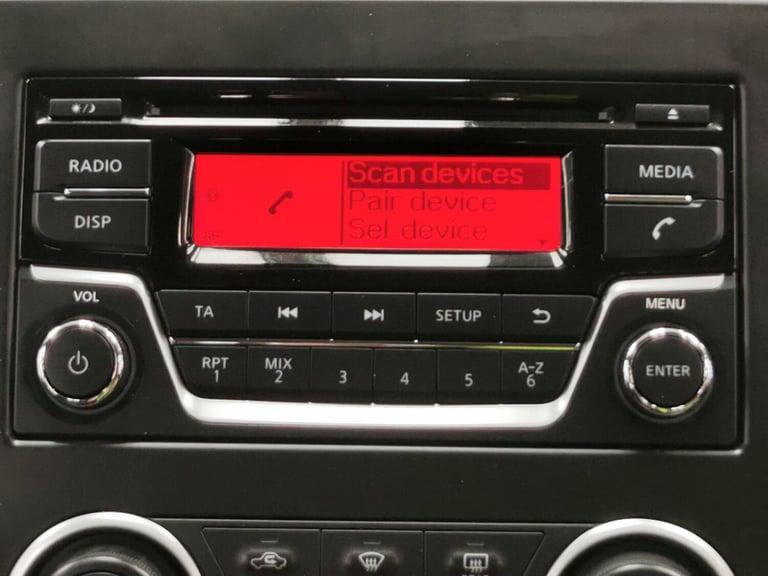 RADIO
DISP
Scan devices
Pair device
Sel. device
MEDIA
VOL
TA
SETUP
MENU
RPT
1
MIX
2
3
4
5
A-Z
6
ENTER